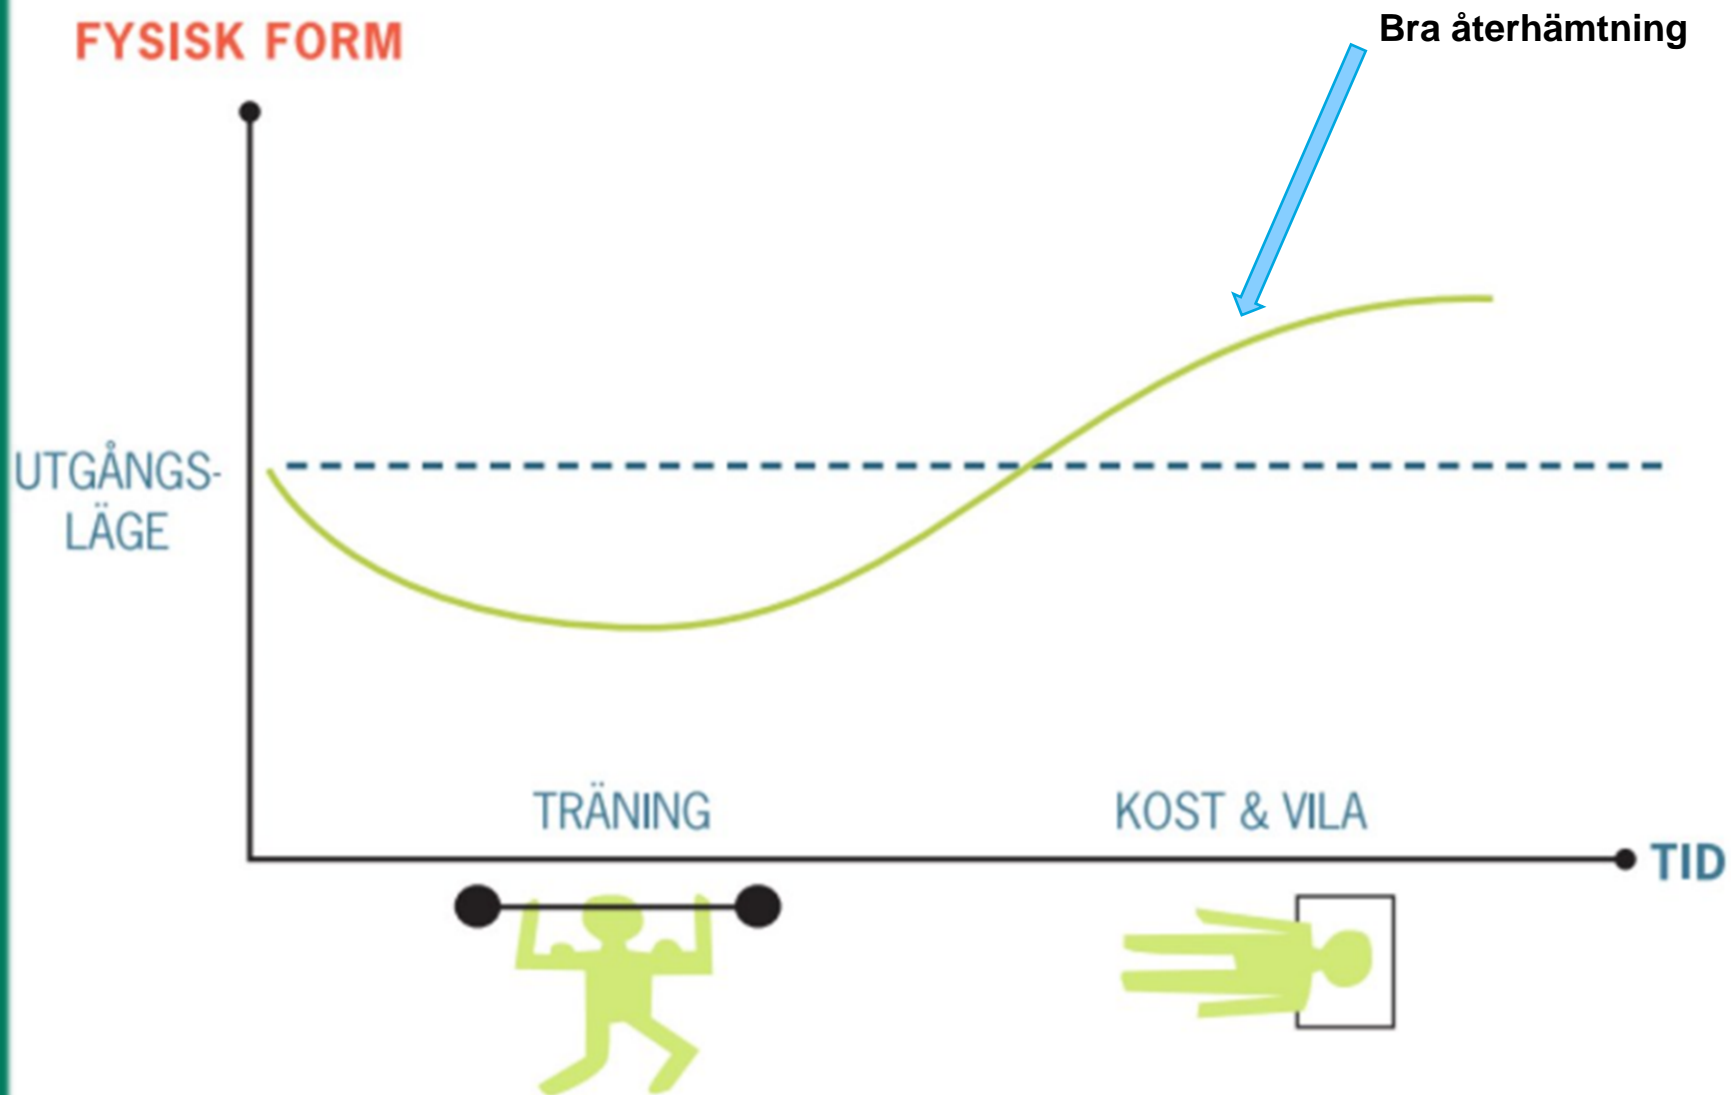 FYSISK FORM
Bra återhämtning
UTGÅNGS-
LÄGE
TRÄNING
KOST & VILA
TID